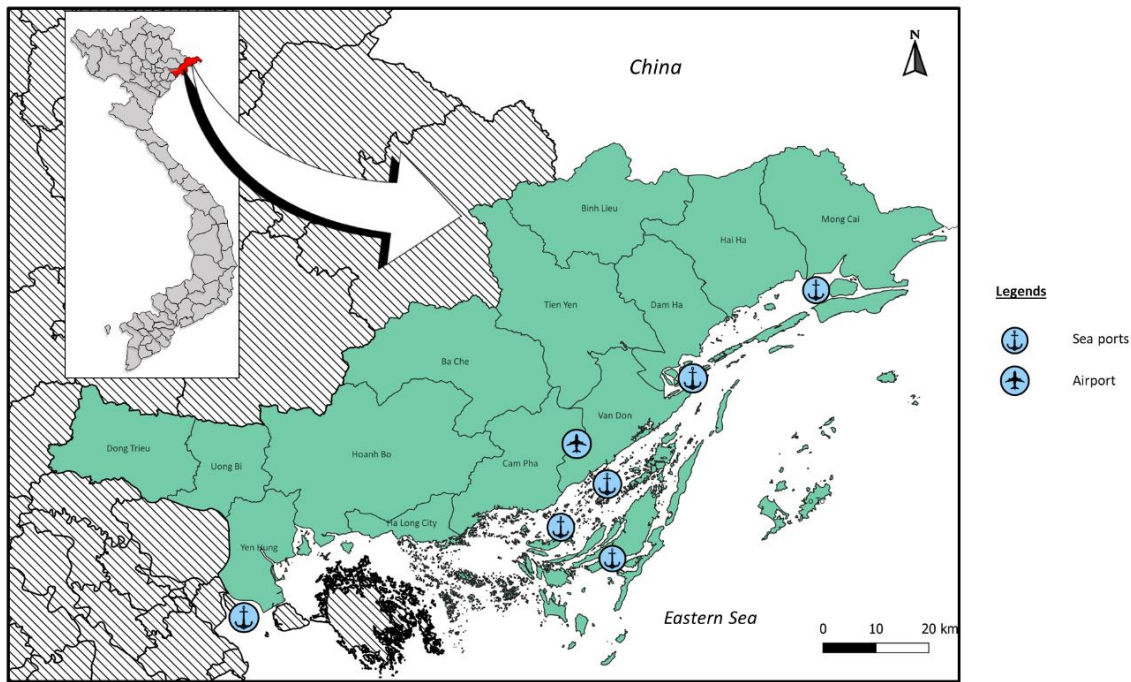 N
China
Binh Lieu
Mong Cai
Hai Ha
Tien Yen
Dam Ha
Ba Che
Van Don
Dong Trieu
Uong Bi
Hoanh Bo
Cam Pha
Ha Long City
Yen Hung
Co To
Eastern Sea
0 10 20 km
Legends
Sea ports
Airport